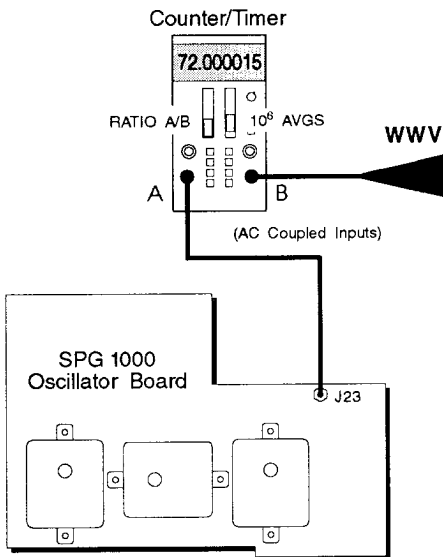 Counter/Timer
72.000015
RATIO A/B
10⁶ AVGS
WWV
A
B
(AC Coupled Inputs)
SPG 1000
Oscillator Board
J23